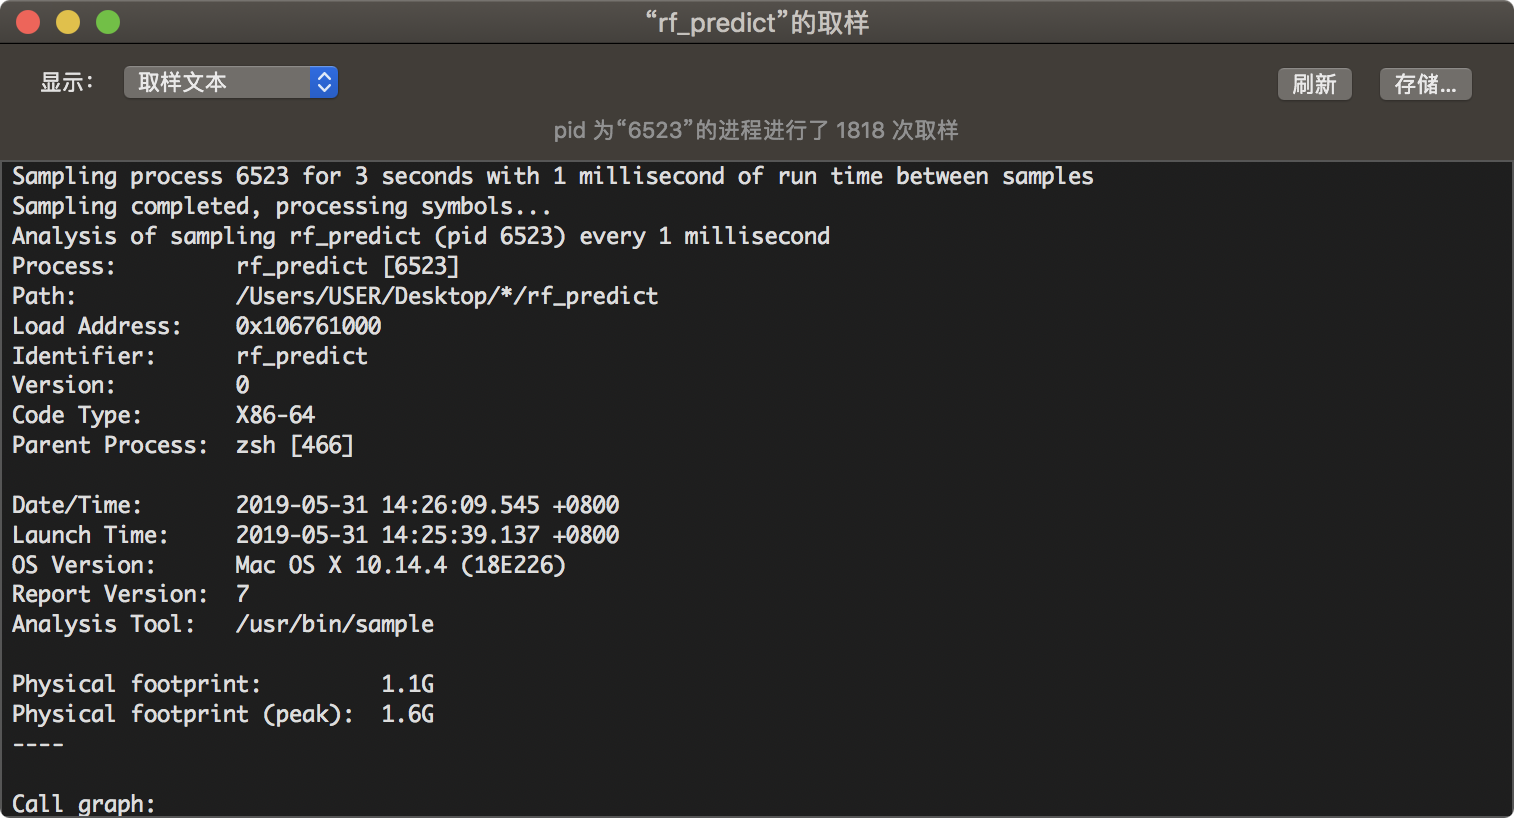 “rf_predict”的取样
显示： 取样文本 刷新 存储...
pid 为“6523”的进程进行了 1818 次取样
Sampling process 6523 for 3 seconds with 1 millisecond of run time between samples
Sampling completed, processing symbols...
Analysis of sampling rf_predict (pid 6523) every 1 millisecond
Process:         rf_predict [6523]
Path:            /Users/USER/Desktop/*/rf_predict
Load Address:    0x106761000
Identifier:      rf_predict
Version:         0
Code Type:       X86-64
Parent Process:  zsh [466]
Date/Time:       2019-05-31 14:26:09.545 +0800
Launch Time:     2019-05-31 14:25:39.137 +0800
OS Version:      Mac OS X 10.14.4 (18E226)
Report Version:  7
Analysis Tool:   /usr/bin/sample
Physical footprint:         1.1G
Physical footprint (peak):  1.6G
----
Call graph: